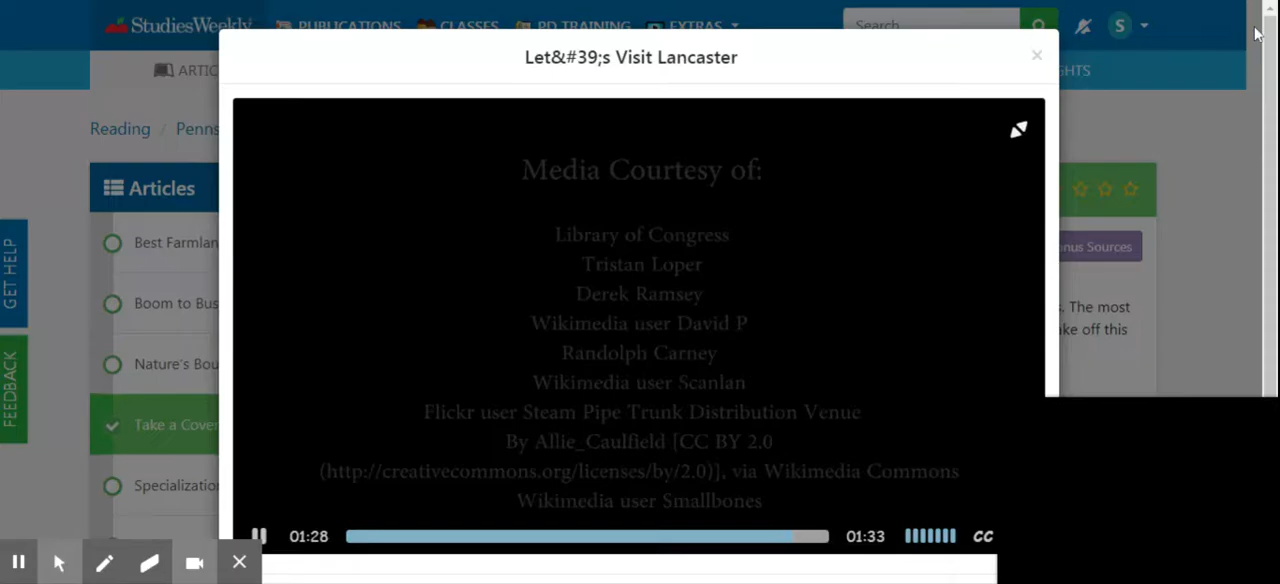 StudiesWeekly PUBLICATIONS CLASSES PD TRAINING EXTRAS Search S
ARTIC
GHTS
Let&#39;s Visit Lancaster ×
Reading / Penns
Articles
Best Farmlan
Boom to Bus
Nature's Bou
Take a Cover
Specialization
GET HELP
FEEDBACK
Media Courtesy of:
Library of Congress
Tristan Loper
Derek Ramsey
Wikimedia user David P
Randolph Carney
Wikimedia user Scanlan
Flickr user Steam Pipe Trunk Distribution Venue
By Allie_Caulfield [CC BY 2.0
(http://creativecommons.org/licenses/by/2.0)], via Wikimedia Commons
Wikimedia user Smallbones
01:28 01:33 CC
nus Sources
. The most
ke off this